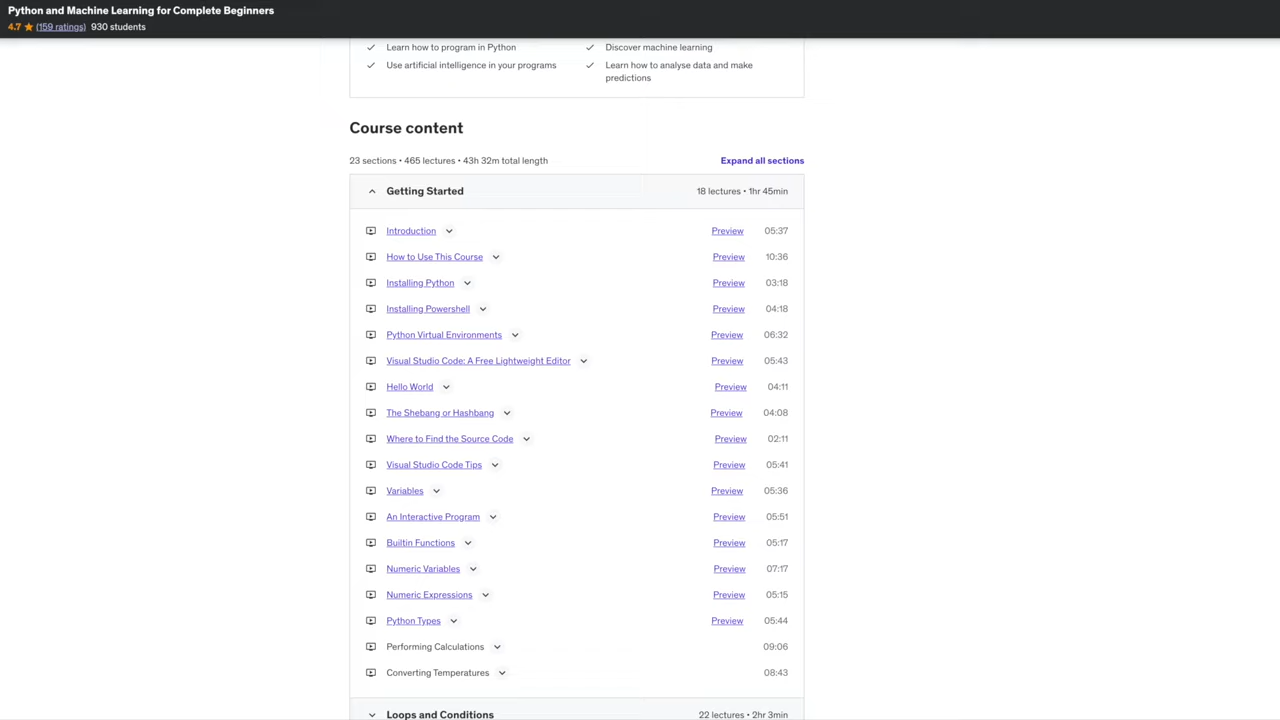 Python and Machine Learning for Complete Beginners
4.7 (159 ratings) 930 students
Learn how to program in Python
Discover machine learning
Use artificial intelligence in your programs
Learn how to analyse data and make
predictions
Course content
23 sections • 465 lectures • 43h 32m total length
Expand all sections
Getting Started 18 lectures • 1hr 45min
Introduction Preview 05:37
How to Use This Course Preview 10:36
Installing Python Preview 03:18
Installing Powershell Preview 04:18
Python Virtual Environments Preview 06:32
Visual Studio Code: A Free Lightweight Editor Preview 05:43
Hello World Preview 04:11
The Shebang or Hashbang Preview 04:08
Where to Find the Source Code Preview 02:11
Visual Studio Code Tips Preview 05:41
Variables Preview 05:36
An Interactive Program Preview 05:51
Builtin Functions Preview 05:17
Numeric Variables Preview 07:17
Numeric Expressions Preview 05:15
Python Types Preview 05:44
Performing Calculations 09:06
Converting Temperatures 08:43
Loops and Conditions 22 lectures • 2hr 3min